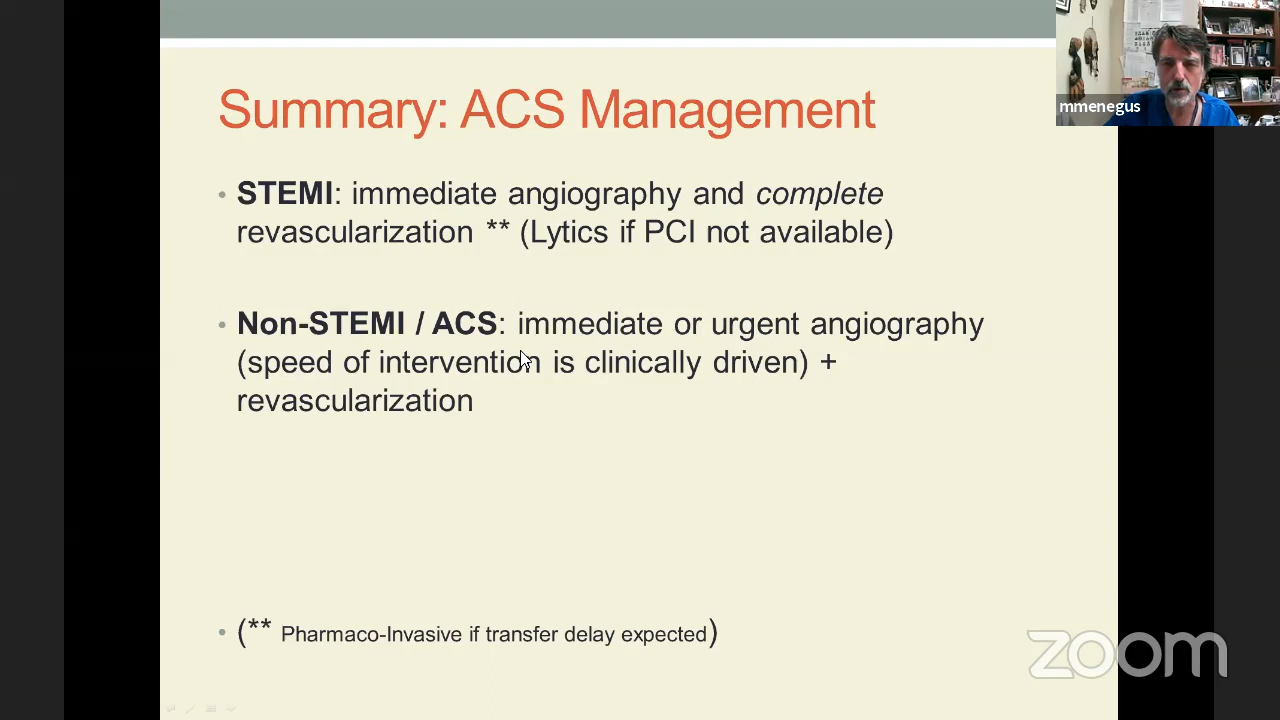 Summary: ACS Management
mmenegus
• STEMI: immediate angiography and complete
revascularization ** (Lytics if PCI not available)
• Non-STEMI / ACS: immediate or urgent angiography
(speed of intervention is clinically driven) +
revascularization
• (** Pharmaco-Invasive if transfer delay expected)
zoom